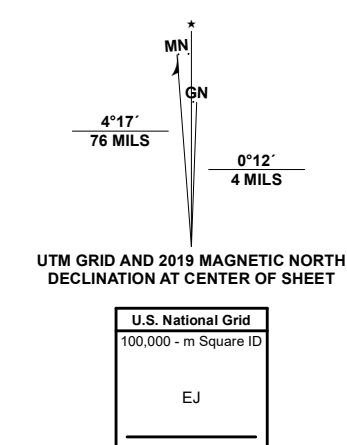 ★
MN
GN
4°17´
76 MILS
0°12´
4 MILS
UTM GRID AND 2019 MAGNETIC NORTH
DECLINATION AT CENTER OF SHEET
U.S. National Grid
100,000 - m Square ID
EJ